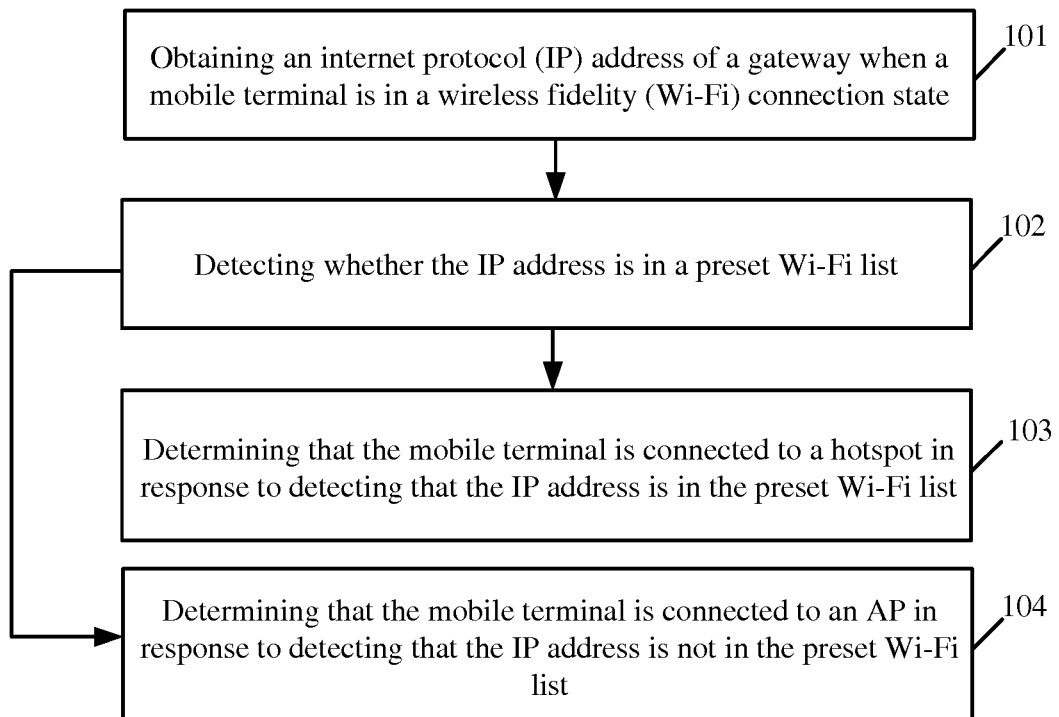 Obtaining an internet protocol (IP) address of a gateway when a
mobile terminal is in a wireless fidelity (Wi-Fi) connection state
101
Detecting whether the IP address is in a preset Wi-Fi list
102
Determining that the mobile terminal is connected to a hotspot in
response to detecting that the IP address is in the preset Wi-Fi list
103
Determining that the mobile terminal is connected to an AP in
response to detecting that the IP address is not in the preset Wi-Fi
list
104